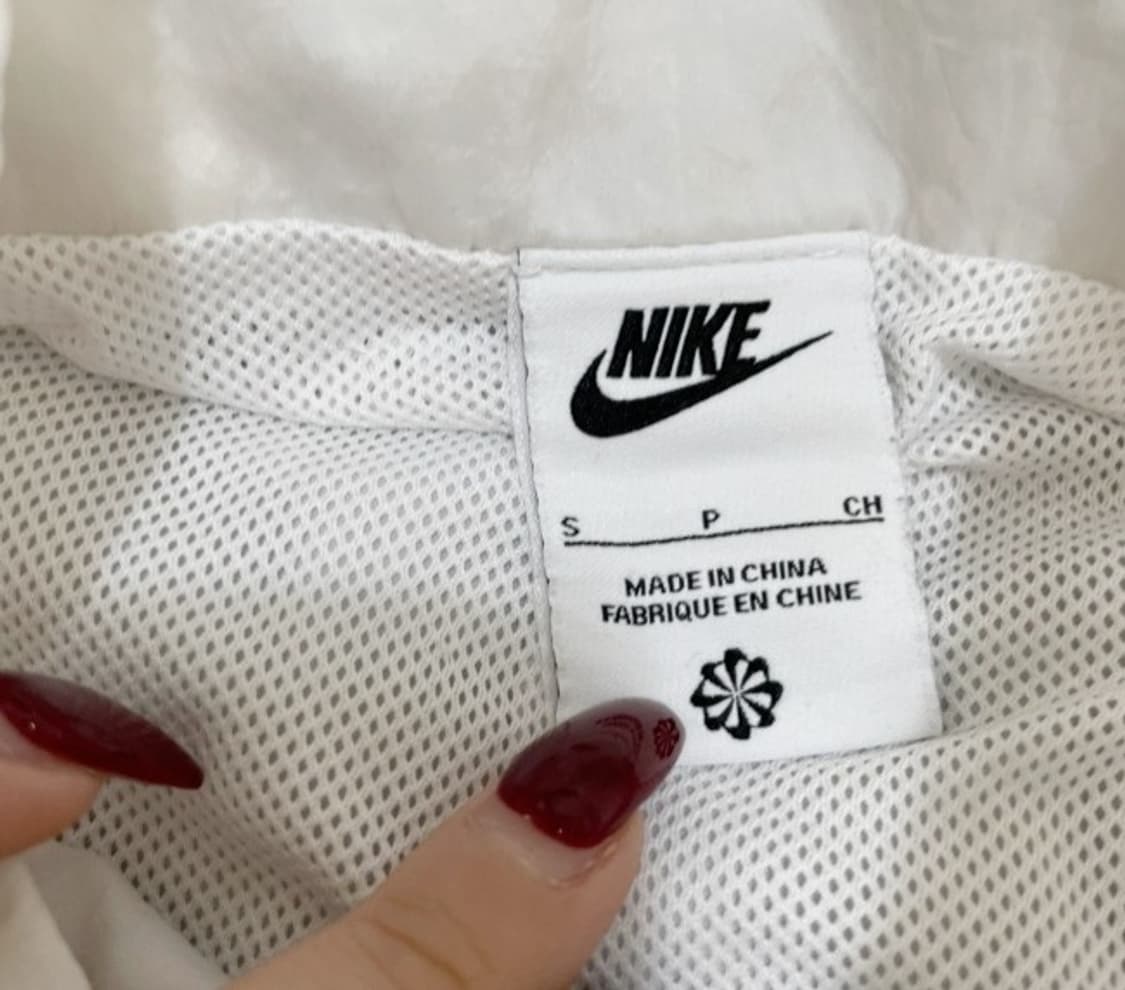 NIKE
S P CH
MADE IN CHINA
FABRIQUE EN CHINE